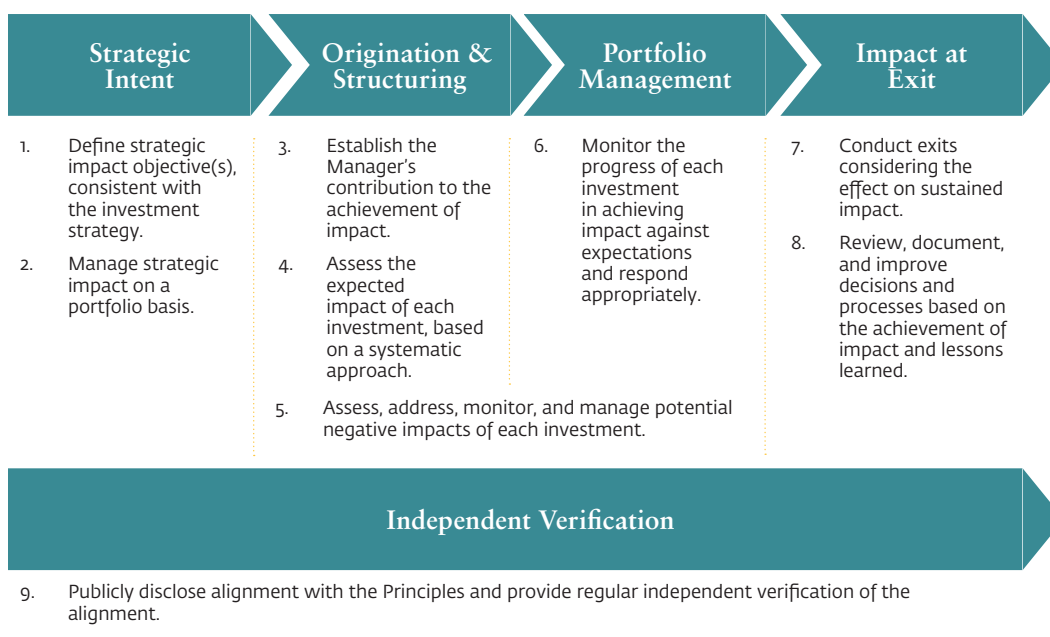 Strategic
Intent
Origination &
Structuring
Portfolio
Management
Impact at
Exit
1. Define strategic
impact objective(s),
consistent with
the investment
strategy.
2. Manage strategic
impact on a
portfolio basis.
3. Establish the
Manager's
contribution to the
achievement of
impact.
4. Assess the
expected
impact of each
investment, based
on a systematic
approach.
5. Assess, address, monitor, and manage potential
negative impacts of each investment.
6. Monitor the
progress of each
investment
in achieving
impact against
expectations
and respond
appropriately.
7. Conduct exits
considering the
effect on sustained
impact.
8. Review, document,
and improve
decisions and
processes based on
the achievement of
impact and lessons
learned.
Independent Verification
9. Publicly disclose alignment with the Principles and provide regular independent verification of the
alignment.